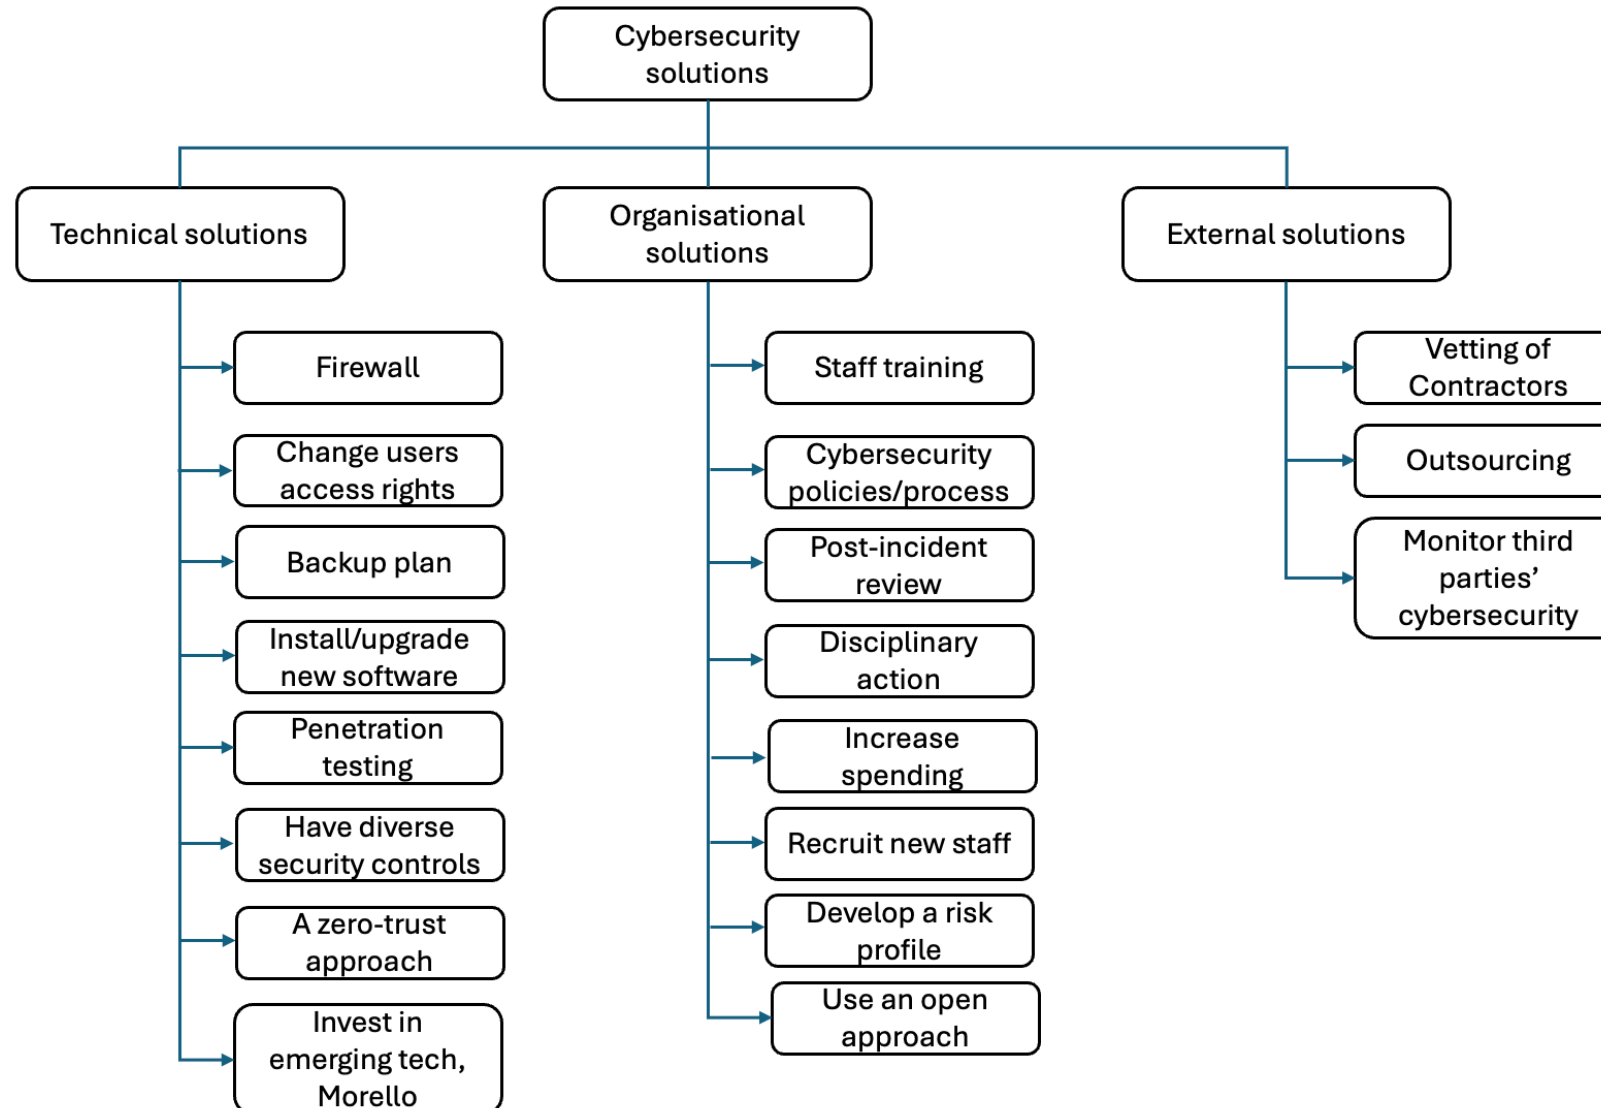 Cybersecurity
solutions
Technical solutions
Organisational
solutions
External solutions
Firewall
Change users
access rights
Backup plan
Install/upgrade
new software
Penetration
testing
Have diverse
security controls
A zero-trust
approach
Invest in
emerging tech,
Morello
Staff training
Cybersecurity
policies/process
Post-incident
review
Disciplinary
action
Increase
spending
Recruit new staff
Develop a risk
profile
Use an open
approach
Vetting of
Contractors
Outsourcing
Monitor third
parties’
cybersecurity